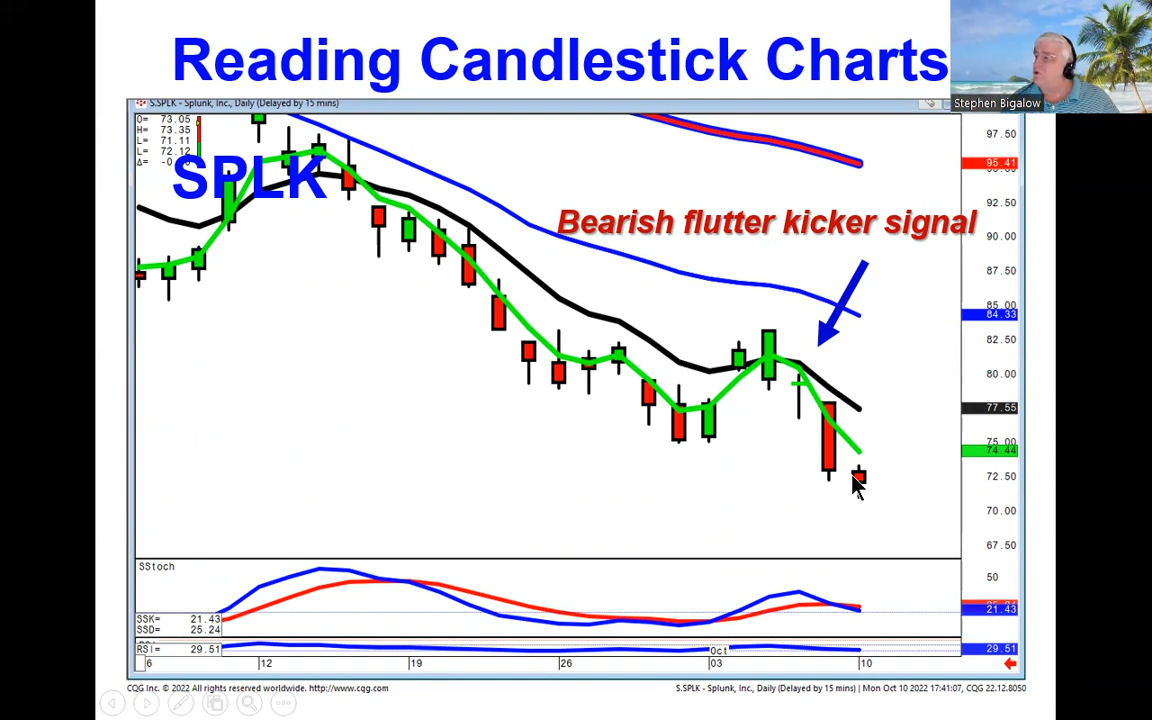 Reading Candlestick Charts
Stephen Bigalow
S.SPLK - Splunk, Inc., Daily (Delayed by 15 mins)
O= 73.05
H= 73.35
L= 71.11
L= 72.12
Δ= -0
SPLK
Bearish flutter kicker signal
97.50
95.41
92.50
90.00
87.50
85.00
84.33
82.50
80.00
77.55
75.00
74.44
72.50
70.00
67.50
SStoch
50
SSK= 21.43
SSD= 25.24
21.43
RSI= 29.51
29.51
6
12
19
26
Oct
03
10
CQG Inc. © 2022 All rights reserved worldwide. http://www.cqg.com
S.SPLK - Splunk, Inc., Daily (Delayed by 15 mins) | Mon Oct 10 2022 17:41:07, CQG 22.12.8050